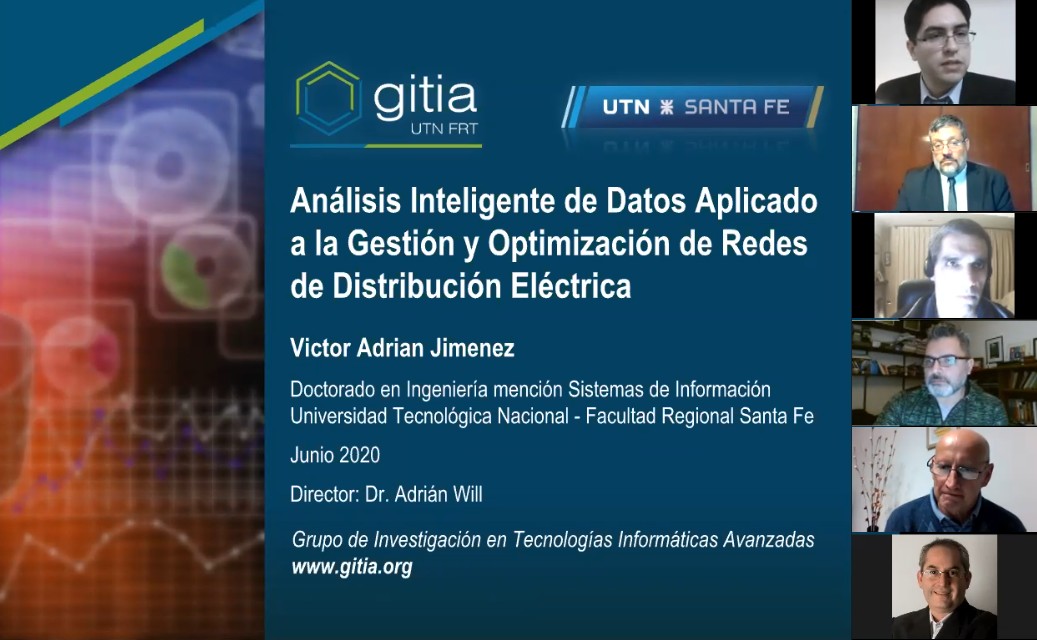 gitia
UTN FRT
UTN SANTA FE
Análisis Inteligente de Datos Aplicado
a la Gestión y Optimización de Redes
de Distribución Eléctrica
Victor Adrian Jimenez
Doctorado en Ingeniería mención Sistemas de Información
Universidad Tecnológica Nacional - Facultad Regional Santa Fe
Junio 2020
Director: Dr. Adrián Will
Grupo de Investigación en Tecnologías Informáticas Avanzadas
www.gitia.org